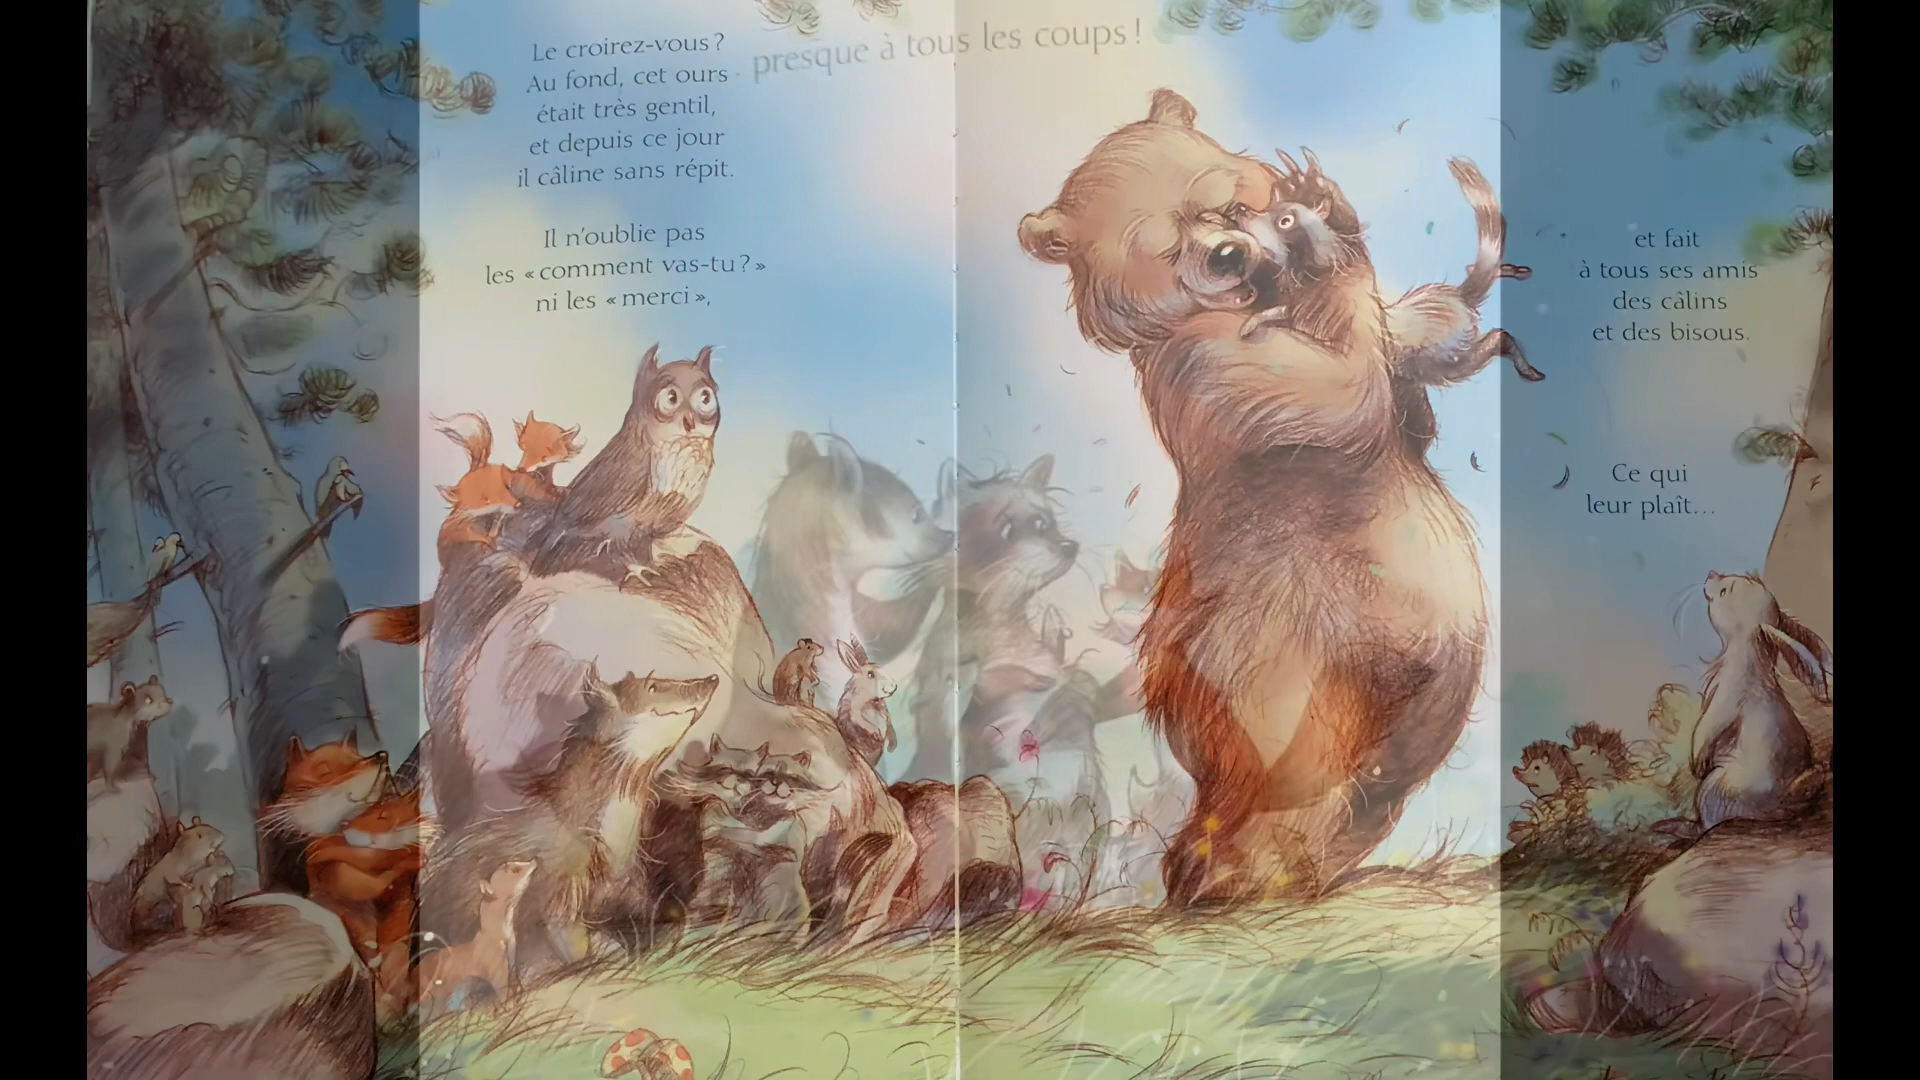 Le croirez-vous ?
Au fond, cet ours
était très gentil,
et depuis ce jour
il câline sans répit.
Il n'oublie pas
les « comment vas-tu ? »
ni les « merci »,
presque à tous les coups !
et fait
à tous ses amis
des câlins
et des bisous.
Ce qui
leur plaît...